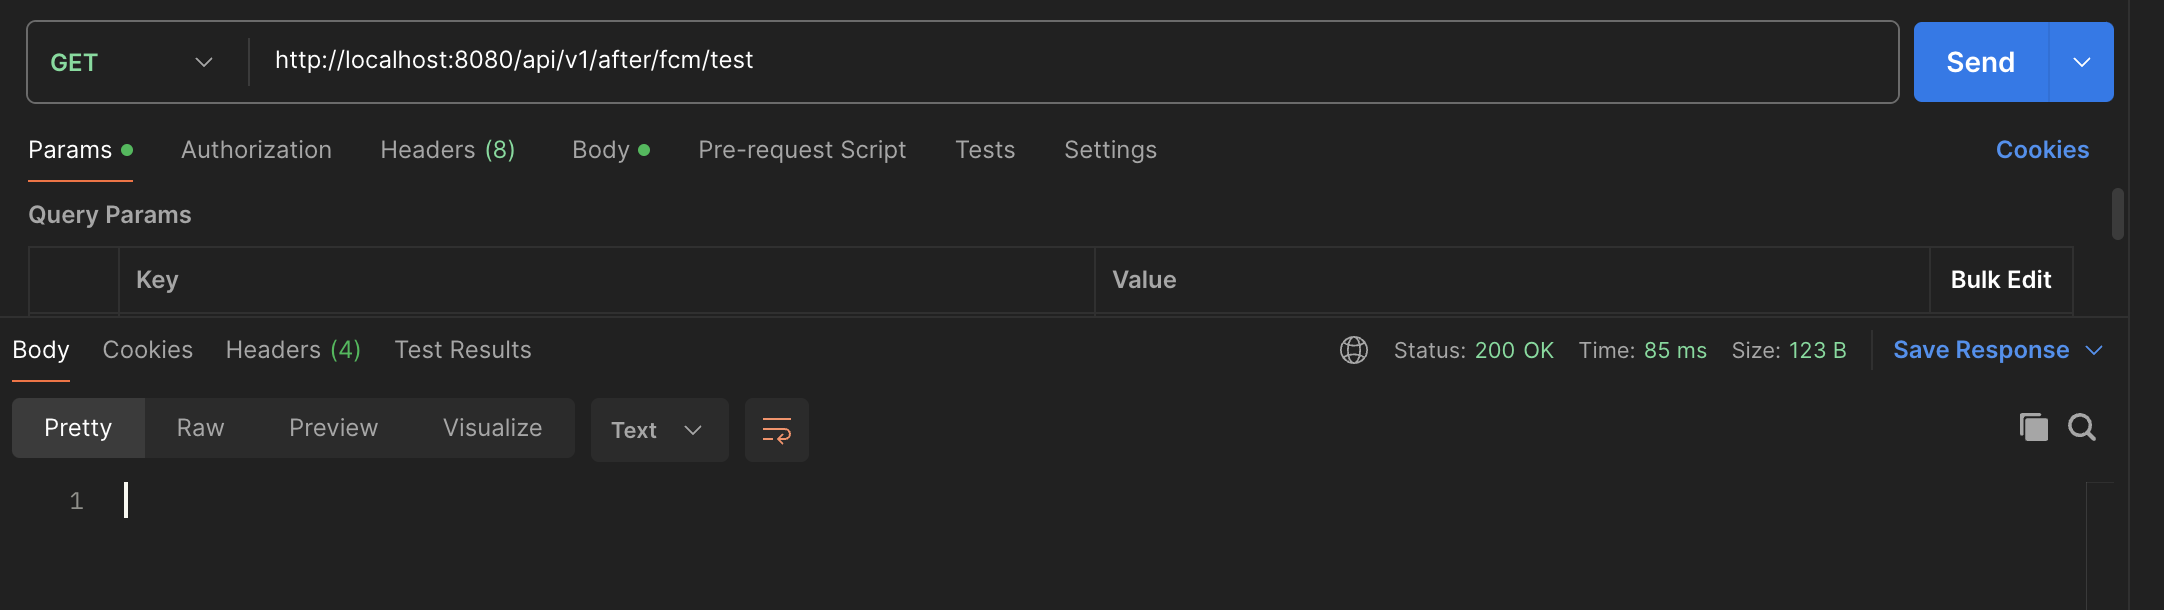 GET http://localhost:8080/api/v1/after/fcm/test Send
Params Authorization Headers (8) Body Pre-request Script Tests Settings Cookies
Query Params
Key Value Bulk Edit
Body Cookies Headers (4) Test Results Status: 200 OK Time: 85 ms Size: 123 B Save Response
Pretty Raw Preview Visualize Text
1